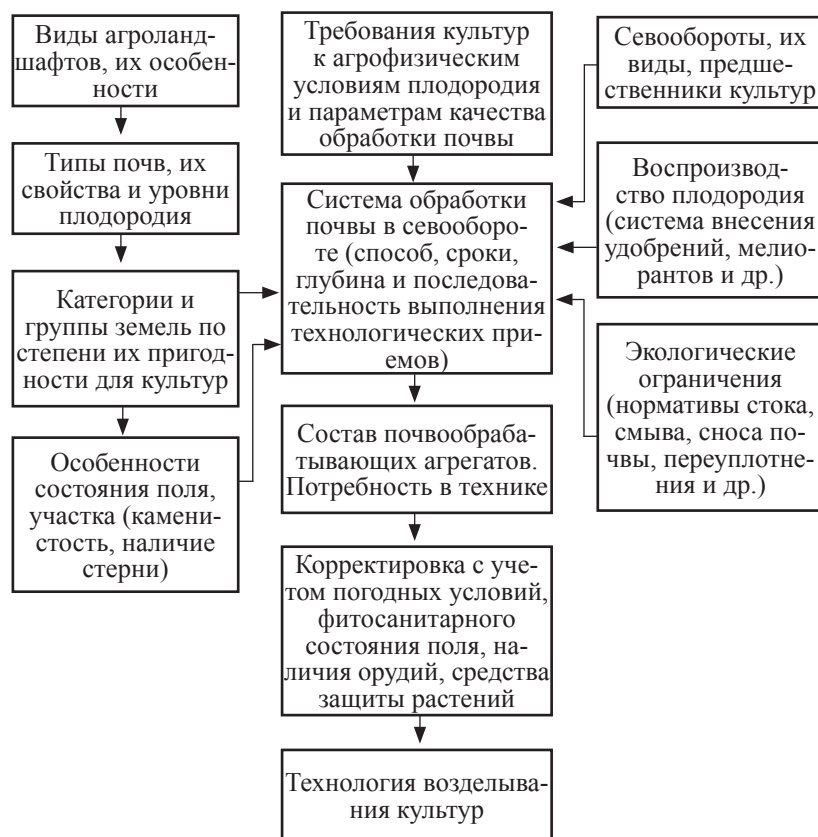 Виды агроланд-
шафтов, их особен-
ности
Типы почв, их
свойства и уровни
плодородия
Категории и
группы земель по
степени их пригод-
ности для культур
Особенности
состояния поля,
участка (камени-
стость, наличие
стерни)
Требования культур
к агрофизическим
условиям плодородия
и параметрам качества
обработки почвы
Система обработки
почвы в севооборо-
те (способ, сроки,
глубина и последова-
тельность выполнения
технологических при-
емов)
Состав почвообраба-
тывающих агрегатов.
Потребность в технике
Корректировка с уче-
том погодных условий,
фитосанитарного
состояния поля, на-
личия орудий, средства
защиты растений
Технология возделыва-
ния культур
Севообороты, их
виды, предше-
ственники культур
Воспроизвод-
ство плодородия
(система внесения
удобрений, мелио-
рантов и др.)
Экологические
ограничения
(нормативы стока,
смыва, сноса по-
чвы, переуплотне-
ния и др.)